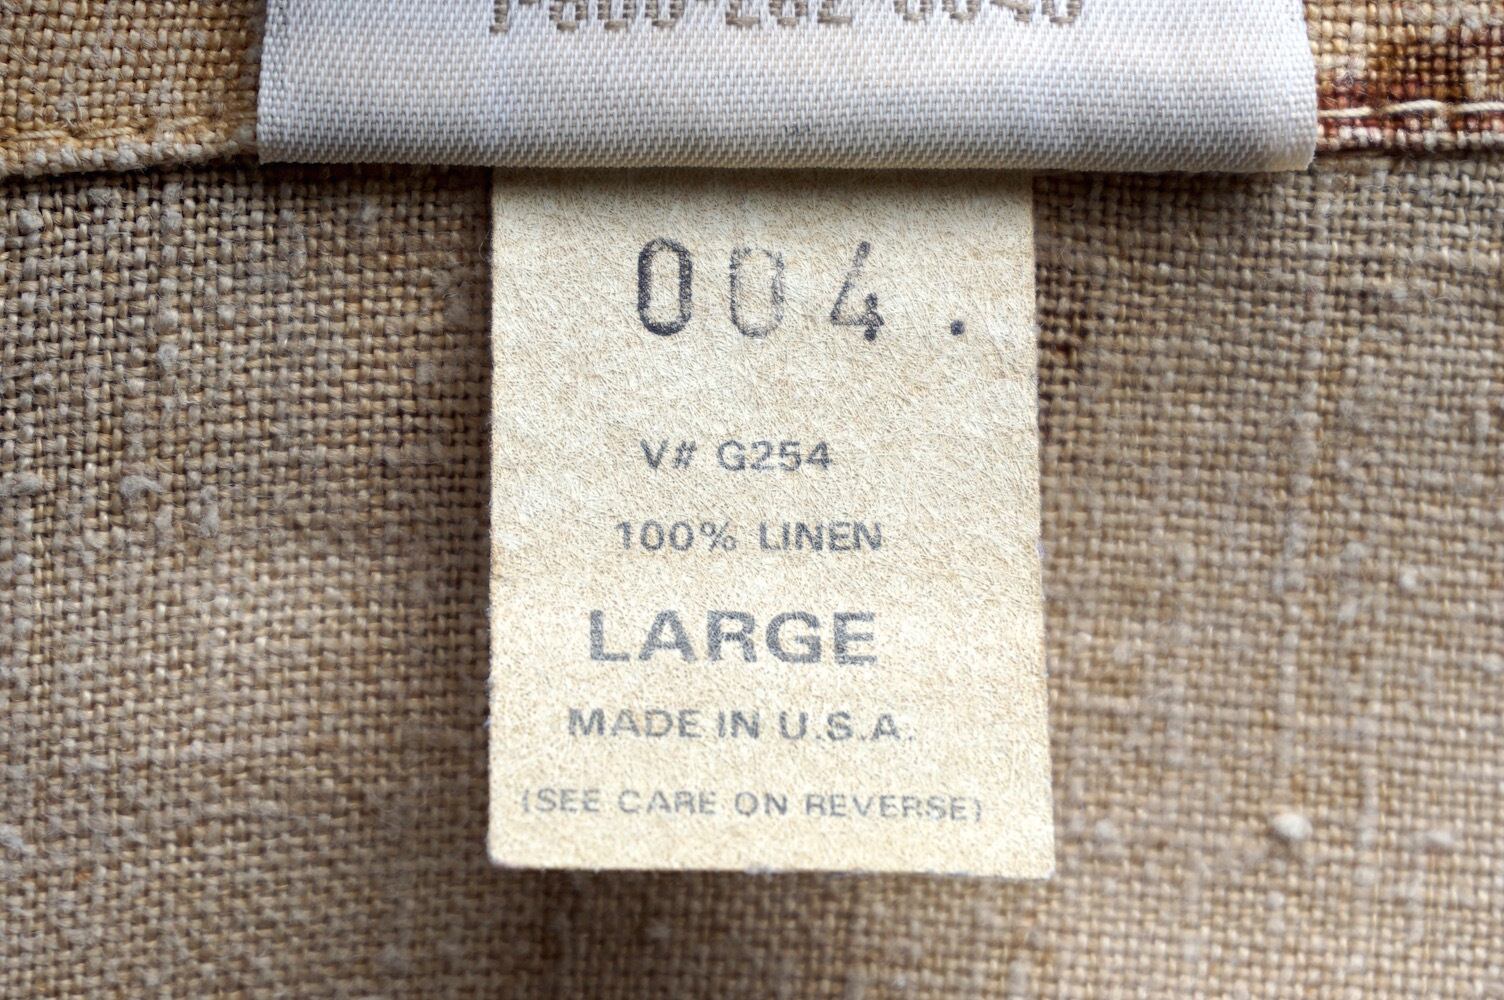 004.
V# G254
100% LINEN
LARGE
MADE IN U.S.A.
(SEE CARE ON REVERSE)